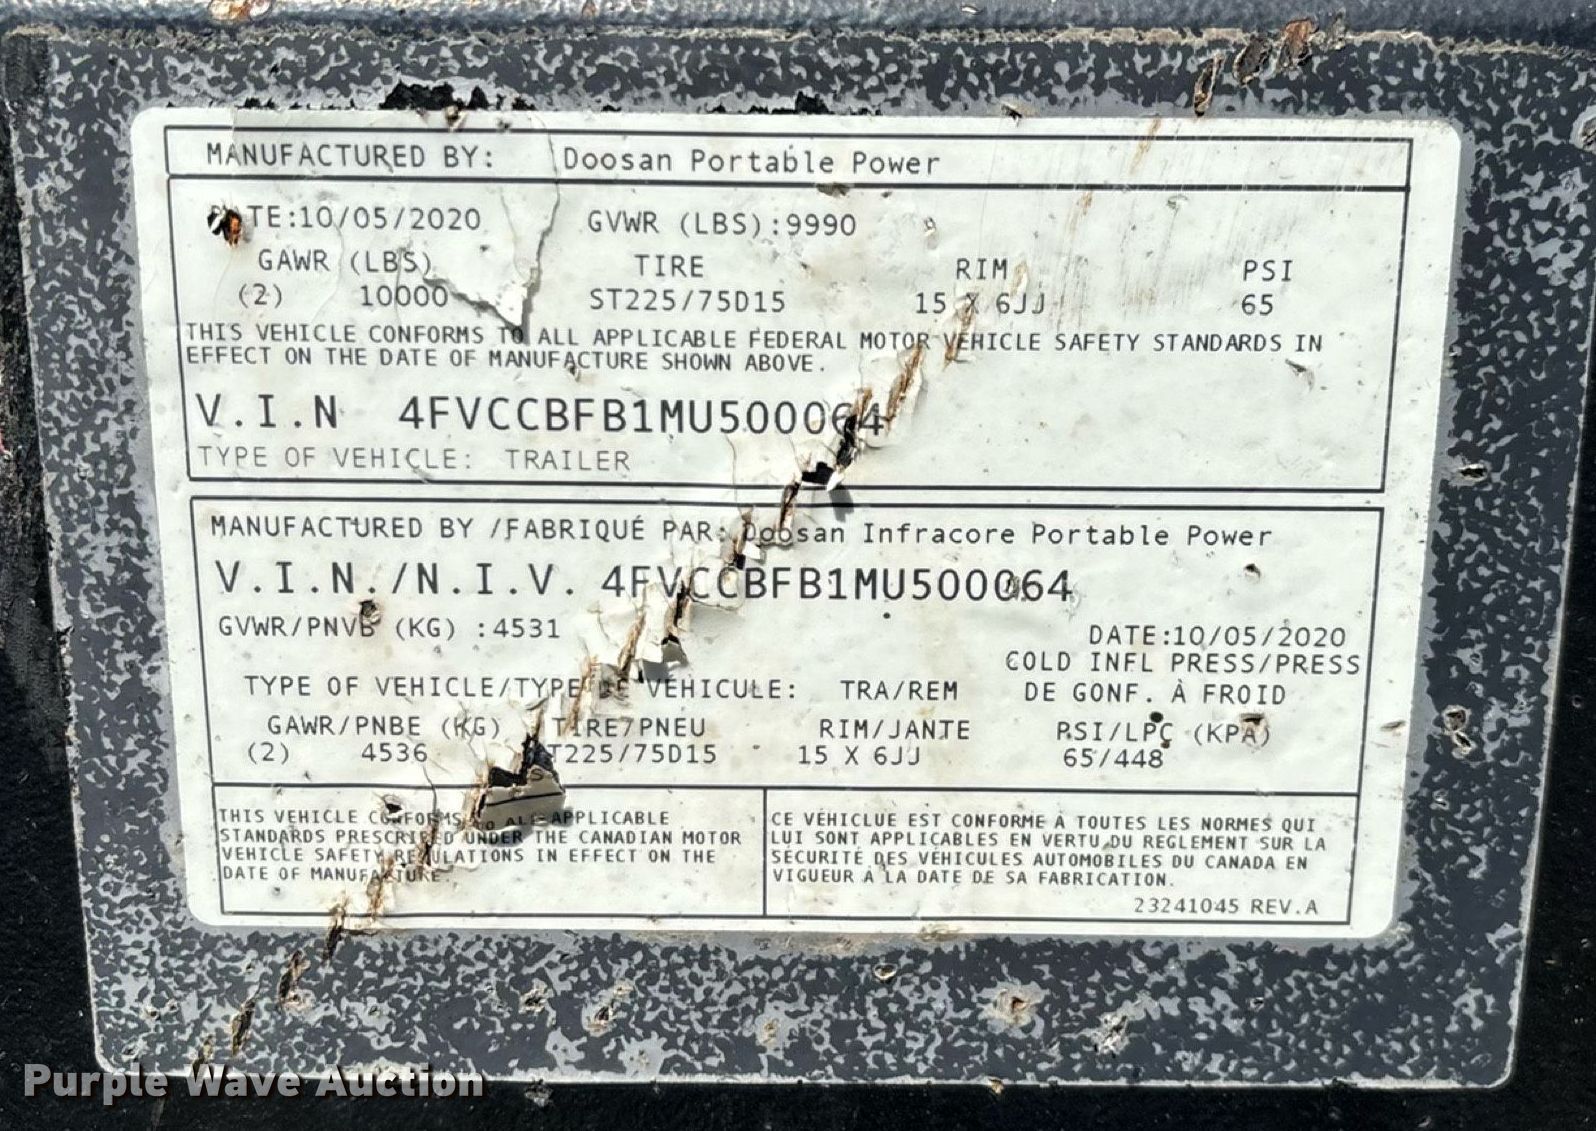 MANUFACTURED BY: Doosan Portable Power
TE:10/05/2020 GVWR (LBS):9990
GAWR (LBS) TIRE RIM PSI
(2) 10000 ST225/75D15 15 X 6JJ 65
THIS VEHICLE CONFORMS TO ALL APPLICABLE FEDERAL MOTOR VEHICLE SAFETY STANDARDS IN
EFFECT ON THE DATE OF MANUFACTURE SHOWN ABOVE.
V.I.N 4FVCCBFB1MU500064
TYPE OF VEHICLE: TRAILER
MANUFACTURED BY /FABRIQUÉ PAR: Doosan Infracore Portable Power
V.I.N./N.I.V. 4FVCCBFB1MU500064
GVWR/PNVB (KG) :4531
DATE:10/05/2020
COLD INFL PRESS/PRESS
TYPE OF VEHICLE/TYPE DE VÉHICULE: TRA/REM DE GONF. À FROID
GAWR/PNBE (KG) TIRE/PNEU RIM/JANTE PSI/LPC (KPA)
(2) 4536 ST225/75D15 15 X 6JJ 65/448
THIS VEHICLE CONFORMS TO ALL APPLICABLE
STANDARDS PRESCRIBED UNDER THE CANADIAN MOTOR
VEHICLE SAFETY REGULATIONS IN EFFECT ON THE
DATE OF MANUFACTURE.
CE VÉHICLUE EST CONFORME À TOUTES LES NORMES QUI
LUI SONT APPLICABLES EN VERTU DU REGLEMENT SUR LA
SÉCURITÉ DES VÉHICULES AUTOMOBILES DU CANADA EN
VIGUEUR À LA DATE DE SA FABRICATION.
23241045 REV.A
Purple Wave Auction